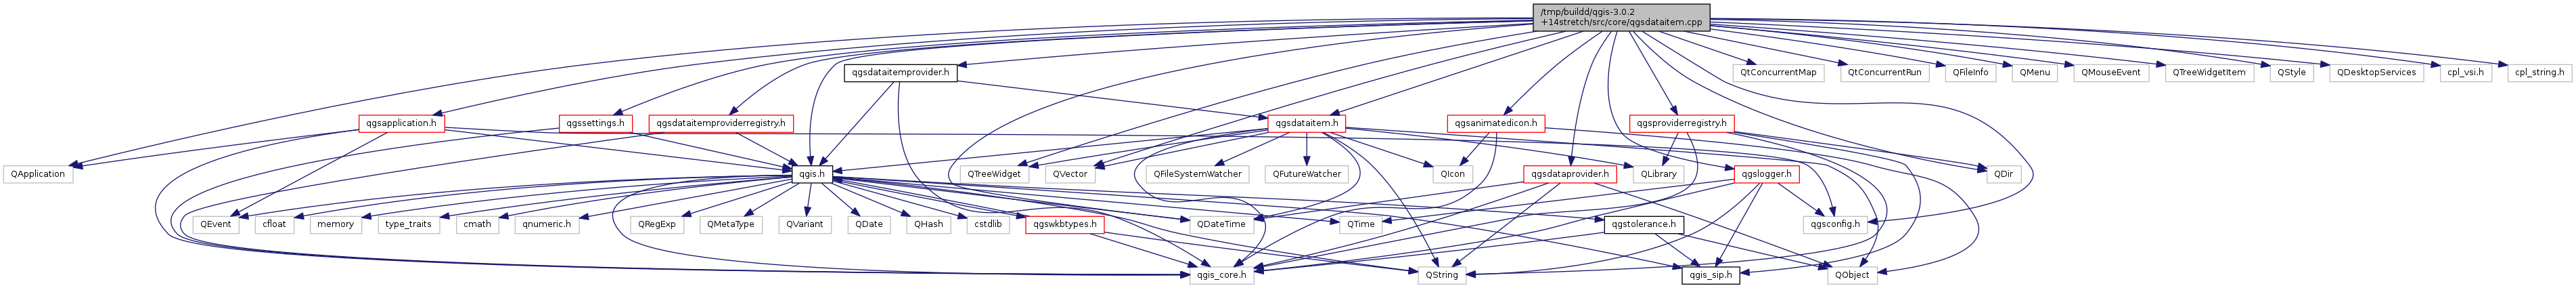 /tmp/buildd/qgis-3.0.2
+14stretch/src/core/qgsdataitem.cpp
qgsdataitemprovider.h
QtConcurrentMap
QtConcurrentRun
QFileInfo
QMenu
QMouseEvent
QTreeWidgetItem
QStyle
QDesktopServices
cpl_vsi.h
cpl_string.h
qgsapplication.h
qgssettings.h
qgsdataitemproviderregistry.h
qgsdataitem.h
qgsanimatedicon.h
qgsproviderregistry.h
QApplication
qgis.h
QTreeWidget
QVector
QFileSystemWatcher
QFutureWatcher
QIcon
qgsdataprovider.h
QLibrary
qgslogger.h
QDir
QEvent
cfloat
memory
type_traits
cmath
qnumeric.h
QRegExp
QMetaType
QVariant
QDate
QHash
cstdlib
qgswkbtypes.h
QDateTime
QTime
qgstolerance.h
qgsconfig.h
qgis_core.h
QString
qgis_sip.h
QObject